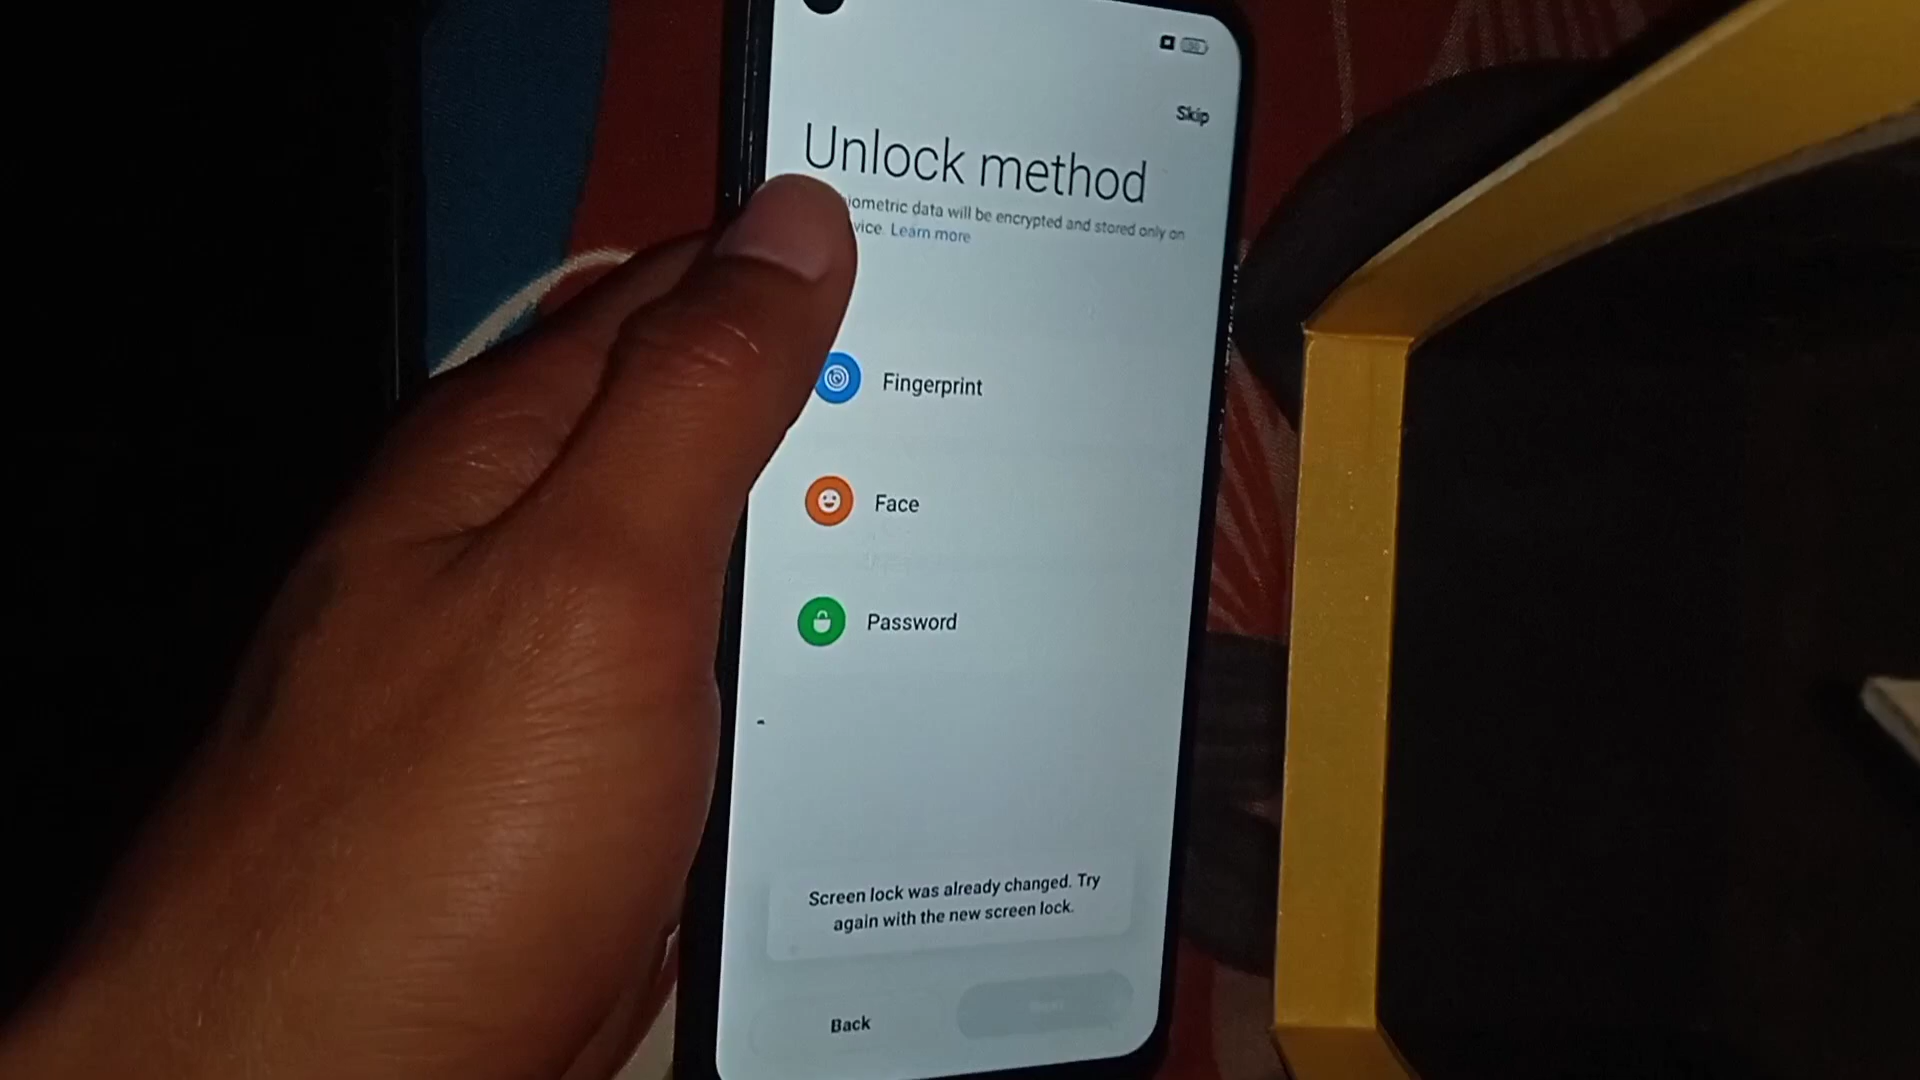 Skip
Unlock method
iometric data will be encrypted and stored only on
vice. Learn more
Fingerprint
Face
Password
Screen lock was already changed. Try
again with the new screen lock.
Back